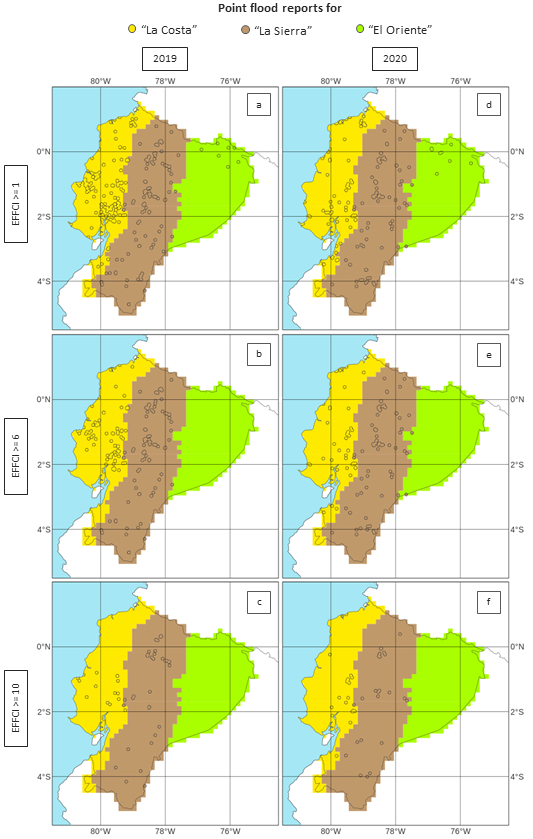 Point flood reports for
“La Costa” “La Sierra” “El Oriente”
2019 2020
80°W 78°W 76°W 80°W 78°W 76°W
EFFCI >= 1
a d
0°N 0°N
2°S 2°S
4°S 4°S
EFFCI >= 6
b e
0°N 0°N
2°S 2°S
4°S 4°S
EFFCI >= 10
c f
0°N 0°N
2°S 2°S
4°S 4°S
80°W 78°W 76°W 80°W 78°W 76°W